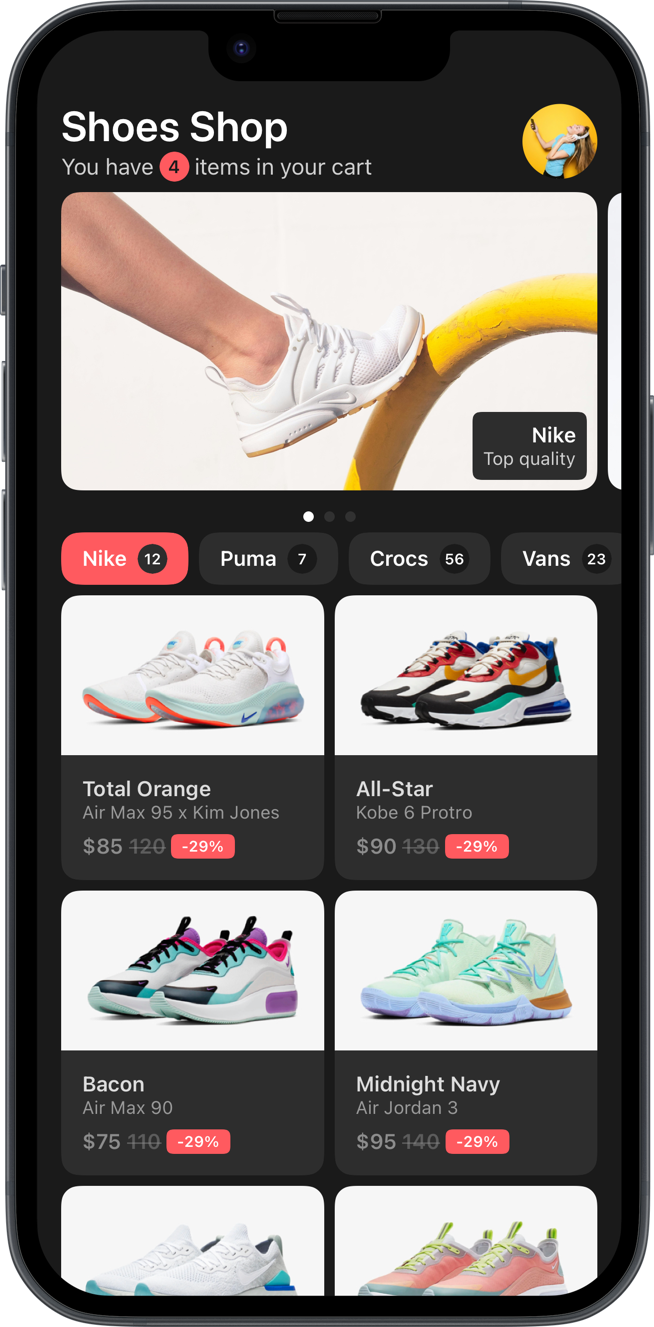 Shoes Shop
You have 4 items in your cart
Nike
Top quality
Nike 12 Puma 7 Crocs 56 Vans 23
Total Orange
Air Max 95 x Kim Jones
$85 120 -29%
All-Star
Kobe 6 Protro
$90 130 -29%
Bacon
Air Max 90
$75 110 -29%
Midnight Navy
Air Jordan 3
$95 140 -29%